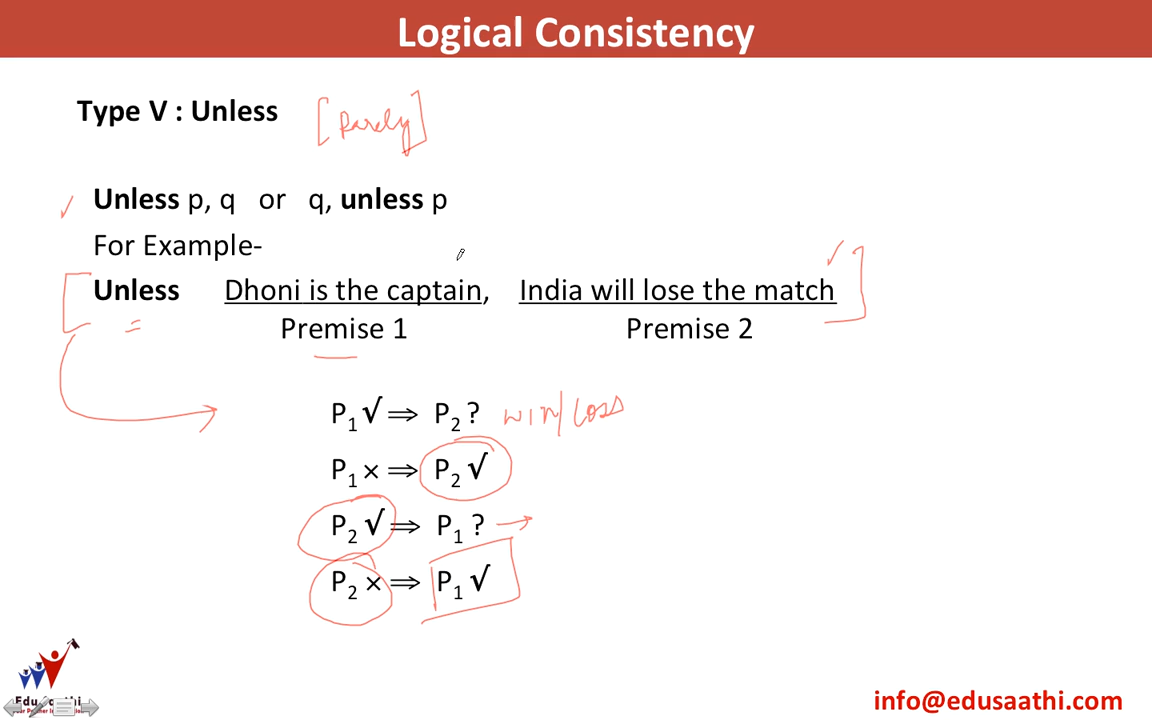 Logical Consistency
Type V : Unless [Rarely]
Unless p, q or q, unless p
For Example-
Unless Dhoni is the captain, India will lose the match
Premise 1 Premise 2
P₁ √ ⇒ P₂ ? WIN/LOSS
P₁ × ⇒ P₂ √
P₂ √ ⇒ P₁ ?
P₂ × ⇒ P₁ √
info@edusaathi.com